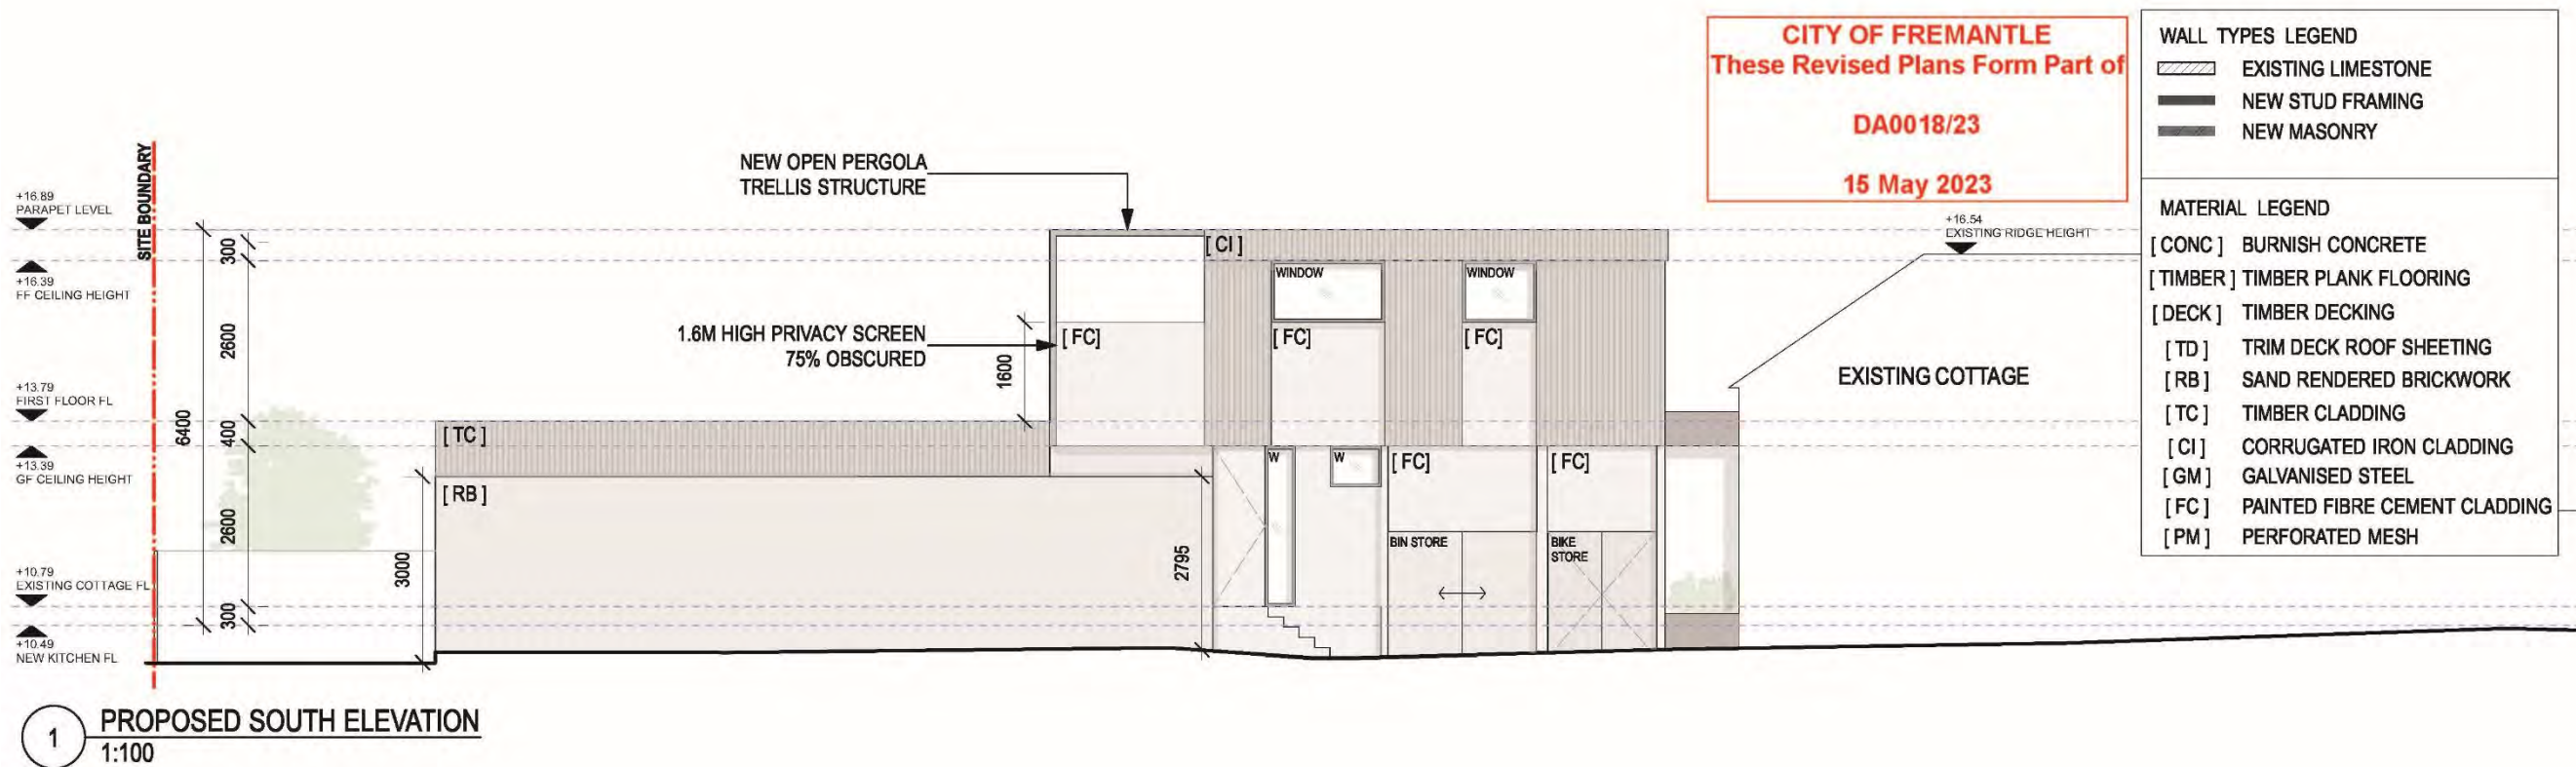 CITY OF FREMANTLE
These Revised Plans Form Part of
DA0018/23
15 May 2023
WALL TYPES LEGEND
EXISTING LIMESTONE
NEW STUD FRAMING
NEW MASONRY
MATERIAL LEGEND
[ CONC ] BURNISH CONCRETE
[ TIMBER ] TIMBER PLANK FLOORING
[ DECK ] TIMBER DECKING
[ TD ] TRIM DECK ROOF SHEETING
[ RB ] SAND RENDERED BRICKWORK
[ TC ] TIMBER CLADDING
[ CI ] CORRUGATED IRON CLADDING
[ GM ] GALVANISED STEEL
[ FC ] PAINTED FIBRE CEMENT CLADDING
[ PM ] PERFORATED MESH
+16.89
PARAPET LEVEL
+16.39
FF CEILING HEIGHT
+13.79
FIRST FLOOR FL
+13.39
GF CEILING HEIGHT
+10.79
EXISTING COTTAGE FL
+10.49
NEW KITCHEN FL
SITE BOUNDARY
6400
300
2600
400
2600
300
3000
NEW OPEN PERGOLA
TRELLIS STRUCTURE
1.6M HIGH PRIVACY SCREEN
75% OBSCURED
1600
2795
[ TC ]
[ RB ]
[ CI ]
[ FC]
WINDOW
[ FC]
WINDOW
[ FC]
W
W
[ FC]
[ FC]
BIN STORE
BIKE
STORE
+16.54
EXISTING RIDGE HEIGHT
EXISTING COTTAGE
1
PROPOSED SOUTH ELEVATION
1:100